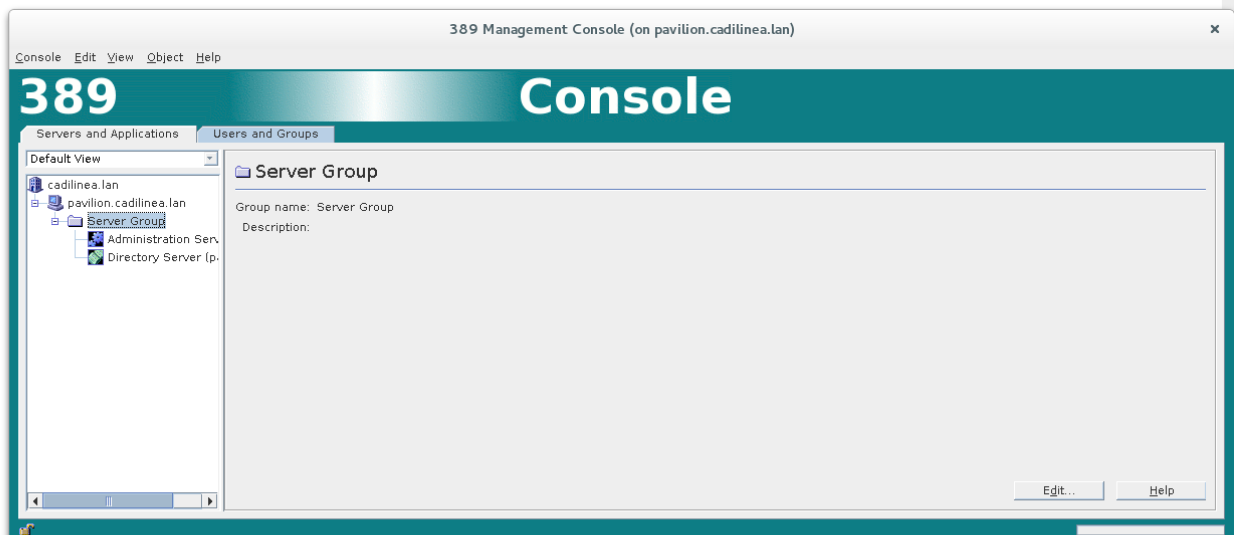 389 Management Console (on pavilion.cadilinea.lan)
Console Edit View Object Help
389 Console
Servers and Applications Users and Groups
Default View
cadilinea.lan
pavilion.cadilinea.lan
Server Group
Administration Serv
Directory Server (p
Server Group
Group name: Server Group
Description:
Edit... Help